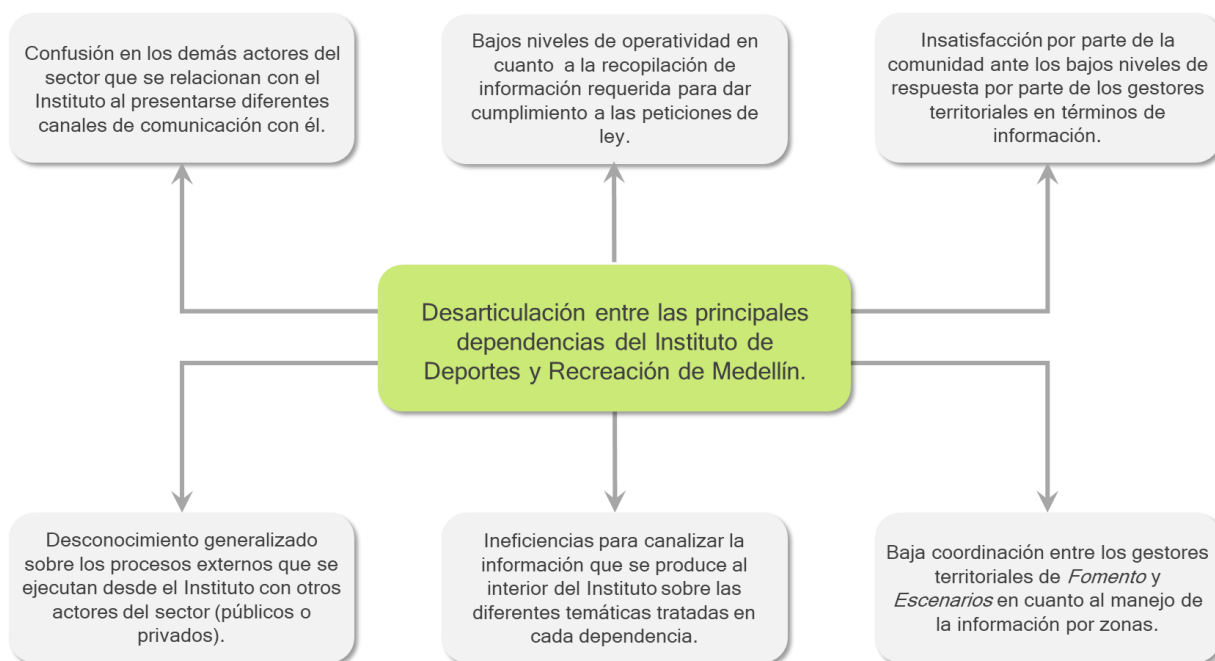 Confusión en los demás actores del
sector que se relacionan con el
Instituto al presentarse diferentes
canales de comunicación con él.
Bajos niveles de operatividad en
cuanto a la recopilación de
información requerida para dar
cumplimiento a las peticiones de
ley.
Insatisfacción por parte de la
comunidad ante los bajos niveles de
respuesta por parte de los gestores
territoriales en términos de
información.
Desarticulación entre las principales
dependencias del Instituto de
Deportes y Recreación de Medellín.
Desconocimiento generalizado
sobre los procesos externos que se
ejecutan desde el Instituto con otros
actores del sector (públicos o
privados).
Ineficiencias para canalizar la
información que se produce al
interior del Instituto sobre las
diferentes temáticas tratadas en
cada dependencia.
Baja coordinación entre los gestores
territoriales de Fomento y
Escenarios en cuanto al manejo de
la información por zonas.